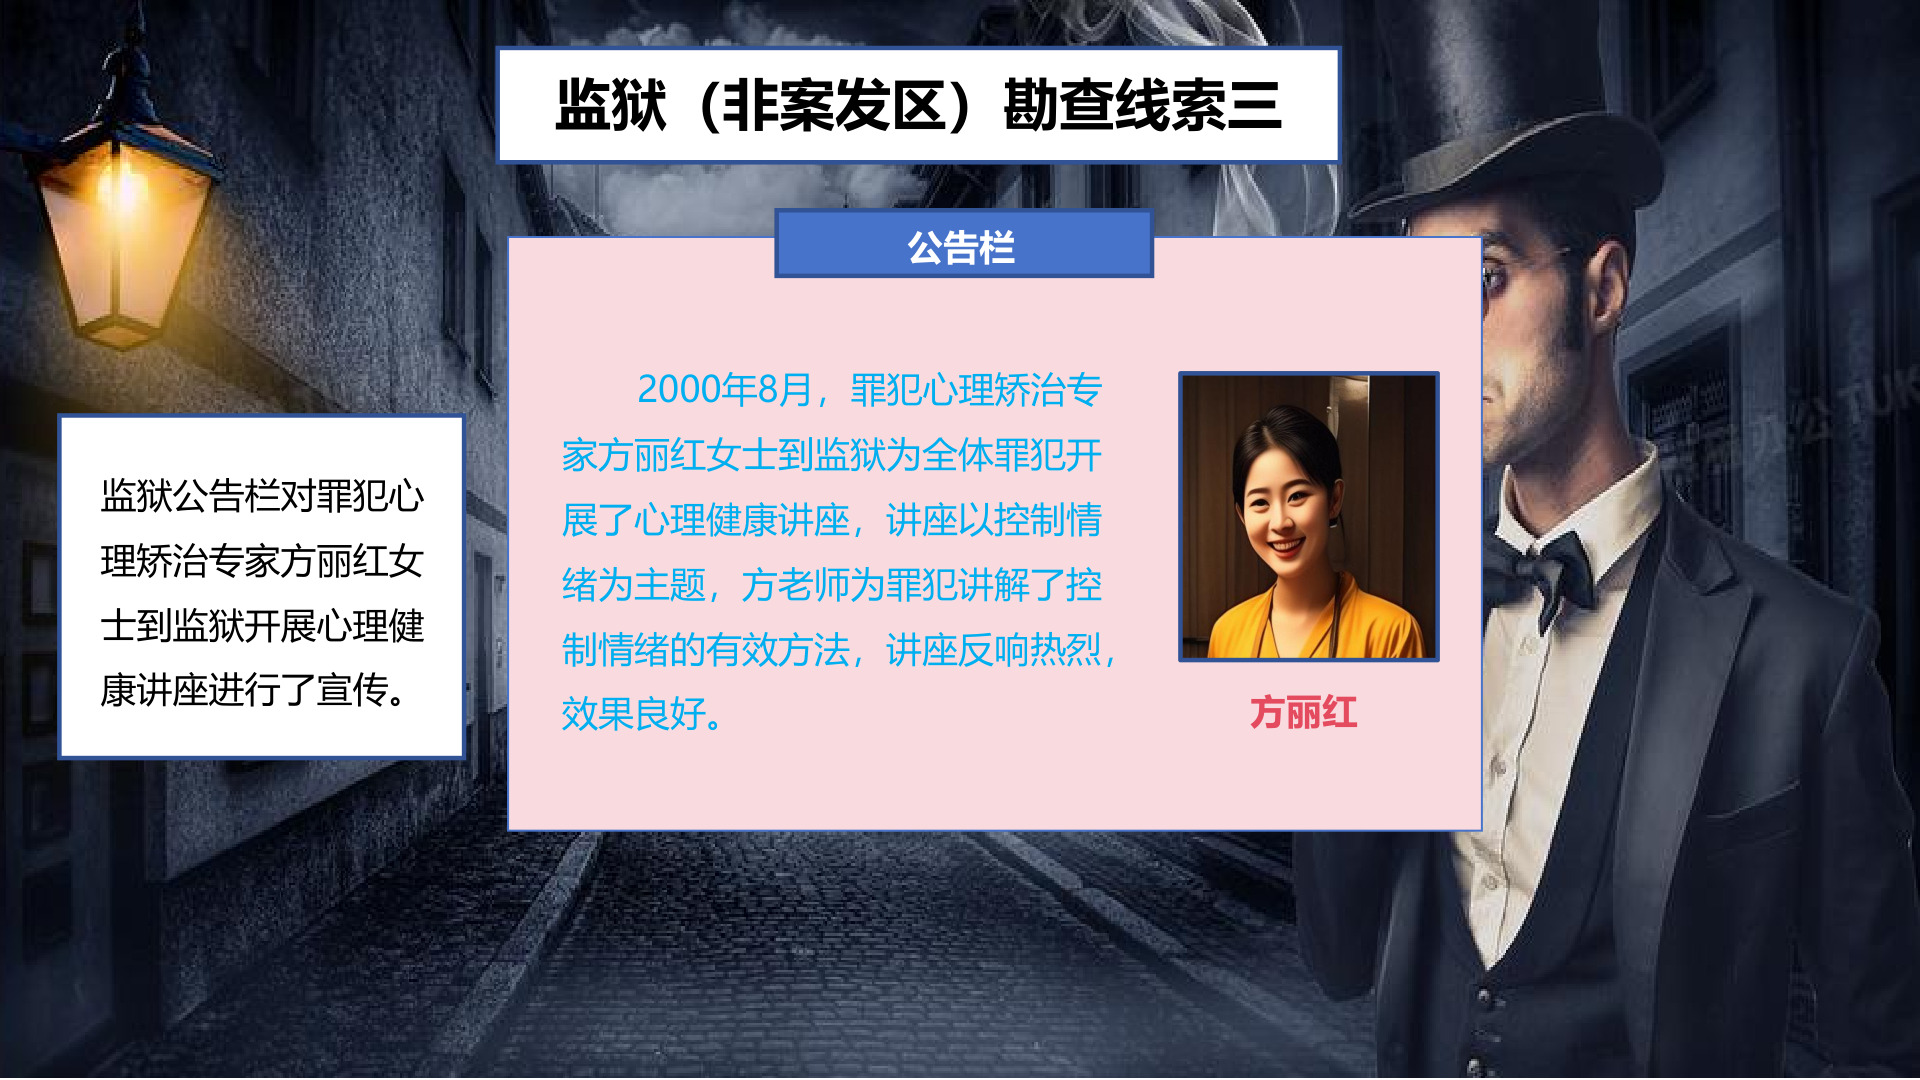 监狱（非案发区）勘查线索三
公告栏
监狱公告栏对罪犯心
理矫治专家方丽红女
士到监狱开展心理健
康讲座进行了宣传。
2000年8月，罪犯心理矫治专
家方丽红女士到监狱为全体罪犯开
展了心理健康讲座，讲座以控制情
绪为主题，方老师为罪犯讲解了控
制情绪的有效方法，讲座反响热烈，
效果良好。
方丽红